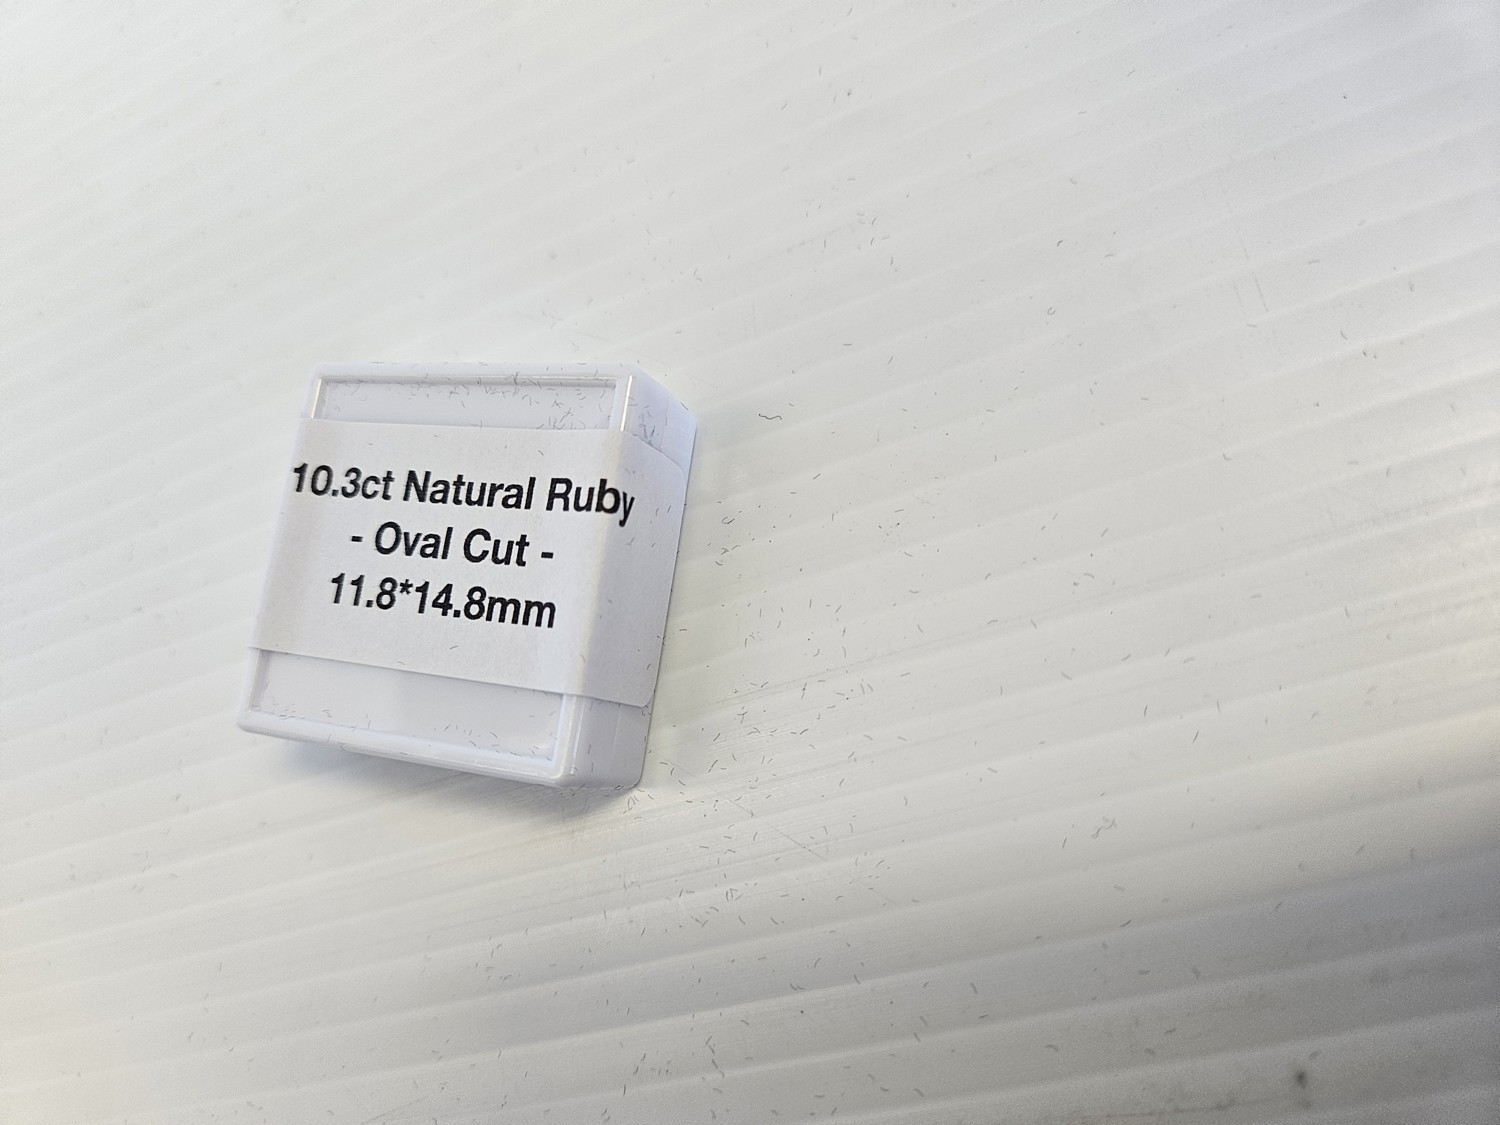 10.3ct Natural Ruby
- Oval Cut -
11.8*14.8mm